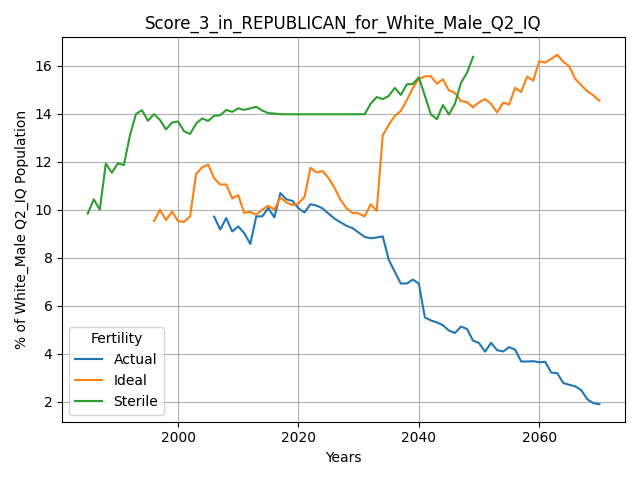 Score_3_in_REPUBLICAN_for_White_Male_Q2_IQ
% of White_Male Q2_IQ Population
16
14
12
10
8
6
4
2
Fertility
Actual
Ideal
Sterile
2000
2020
2040
2060
Years